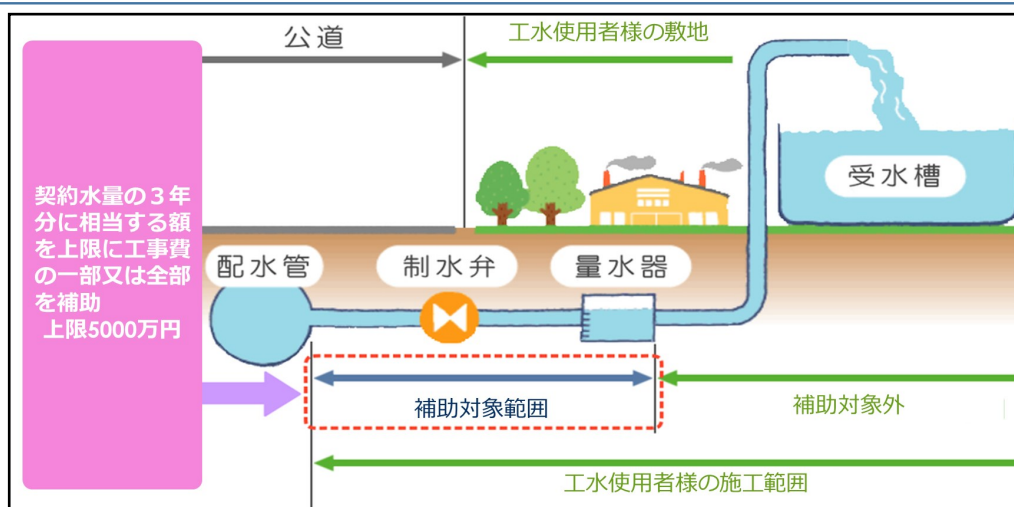 公道
工水使用者様の敷地
契約水量の３年
分に相当する額
を上限に工事費
の一部又は全部
を補助
上限5000万円
受水槽
配水管
制水弁
量水器
補助対象範囲
補助対象外
工水使用者様の施工範囲